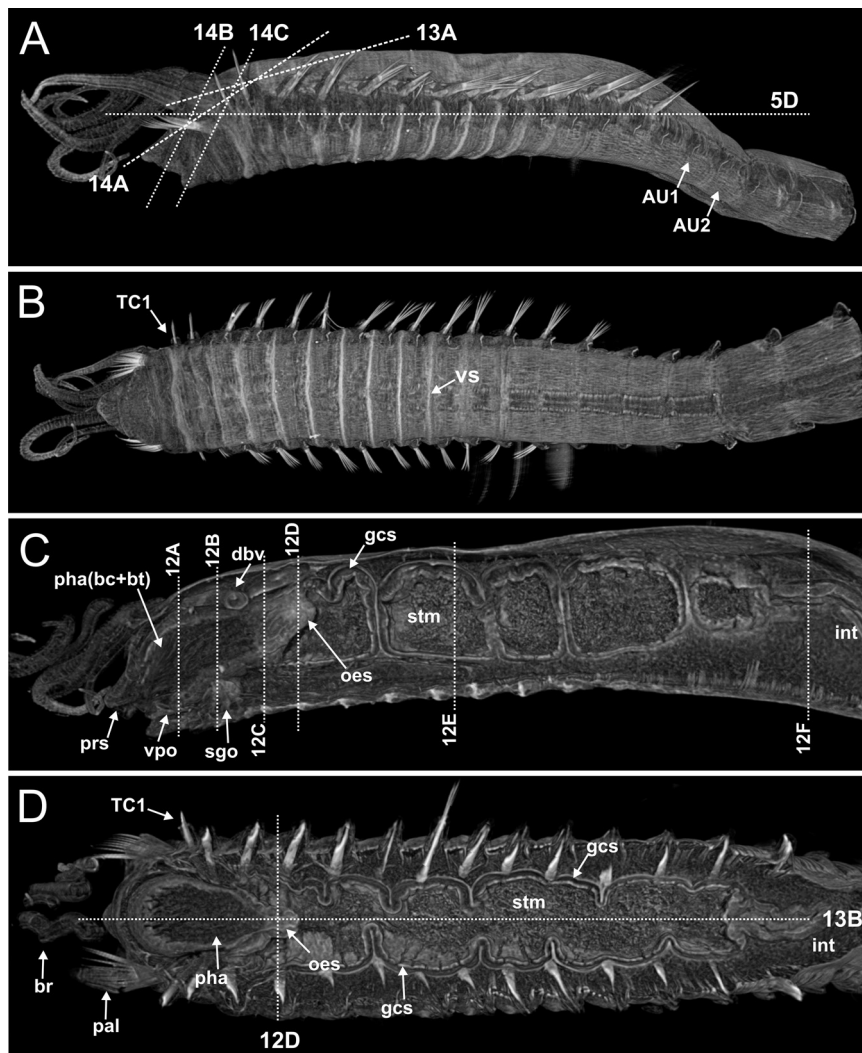 A
14B
14C
13A
5D
14A
AU1
AU2
B
TC1
vs
C
12A
12B
dbv
12D
gcs
pha(bc+bt)
stm
int
oes
prs
vpo
sgo
12C
12E
12F
D
TC1
gcs
stm
13B
int
pha
oes
br
pal
gcs
12D